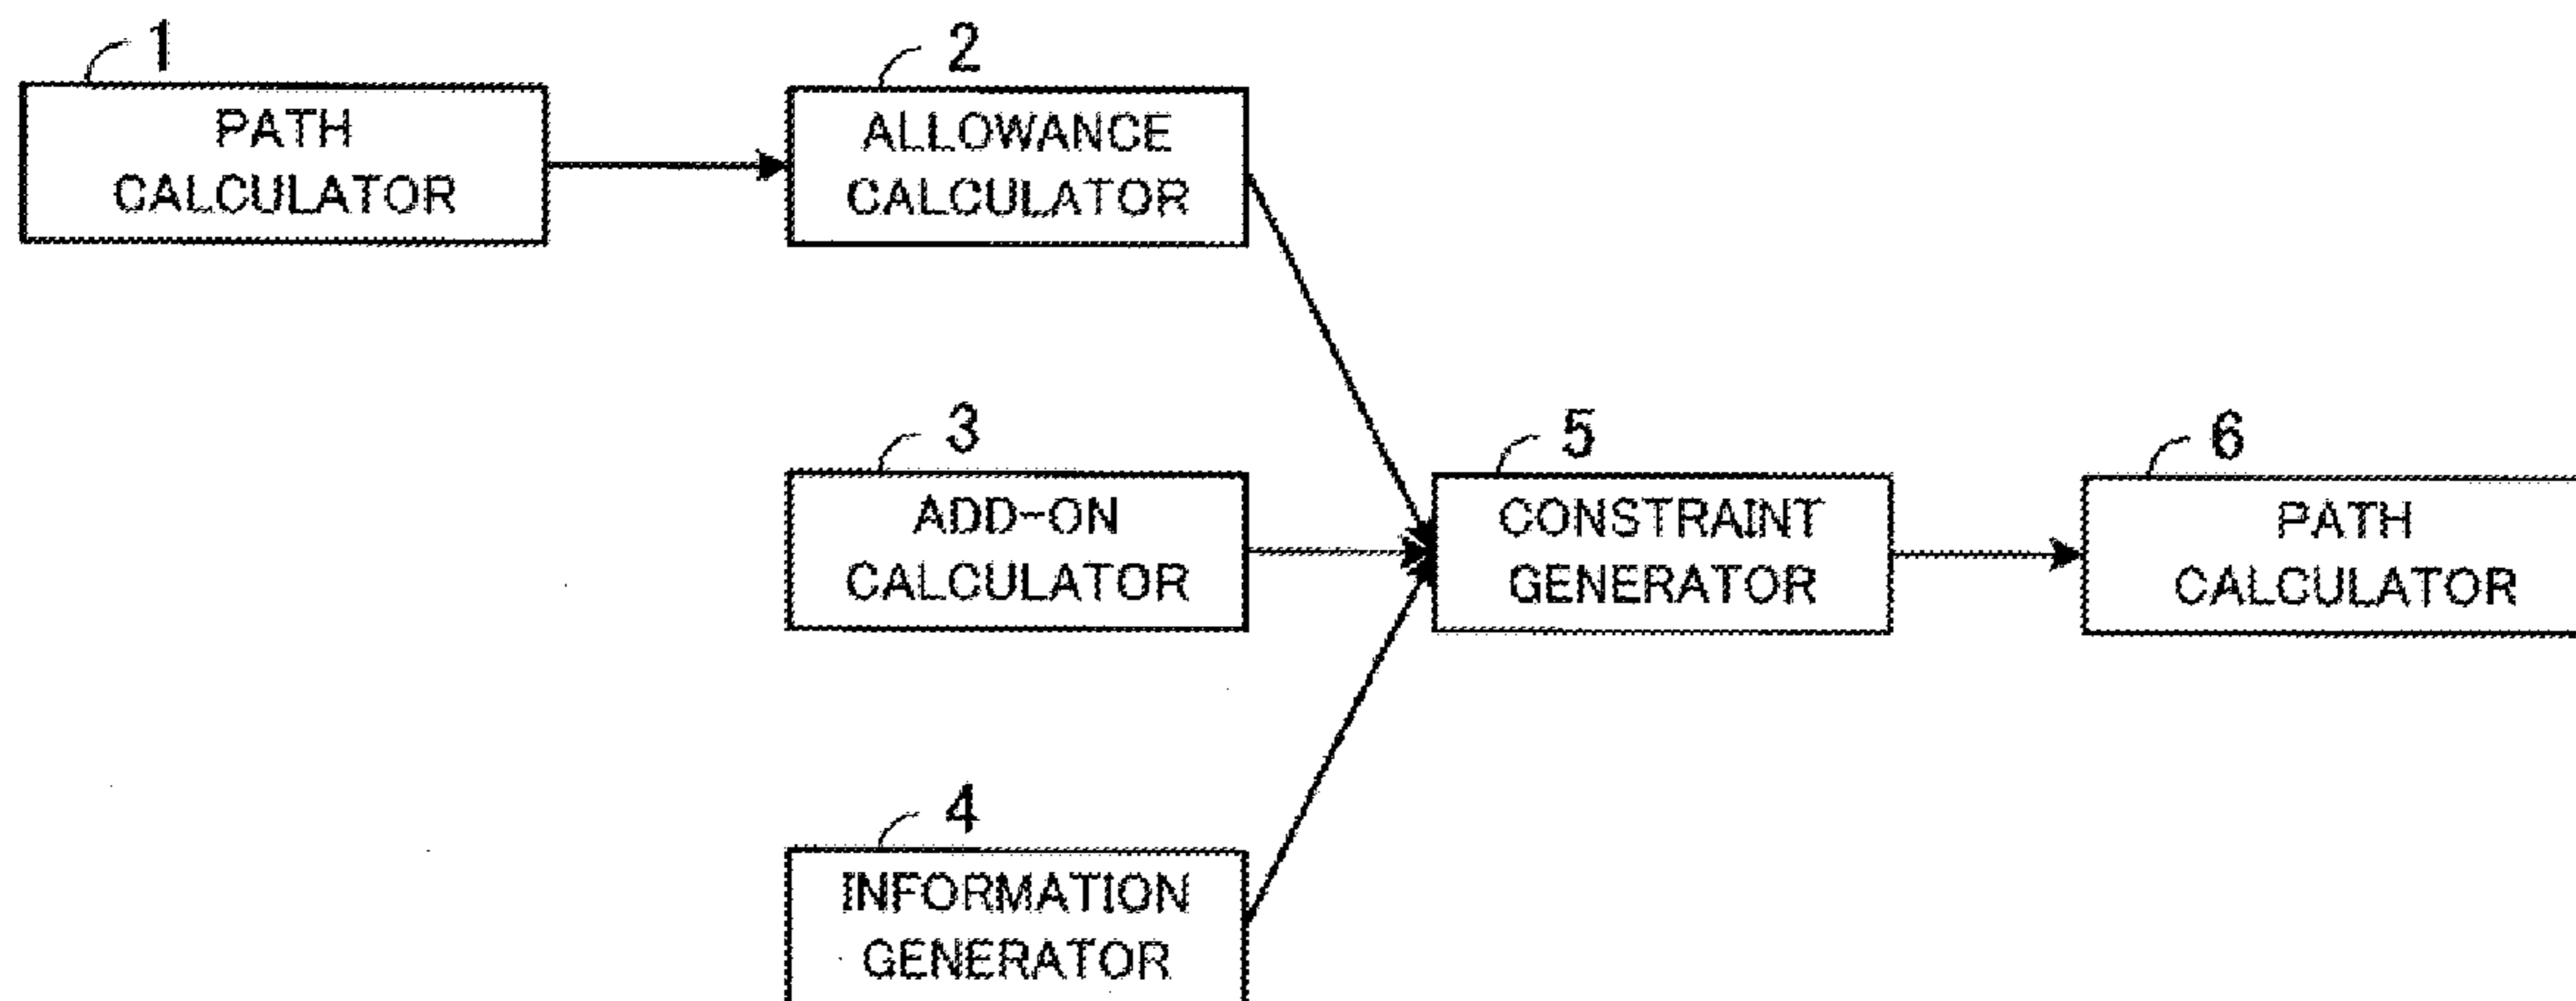 1
PATH
CALCULATOR
2
ALLOWANCE
CALCULATOR
3
ADD-ON
CALCULATOR
4
INFORMATION
GENERATOR
5
CONSTRAINT
GENERATOR
6
PATH
CALCULATOR